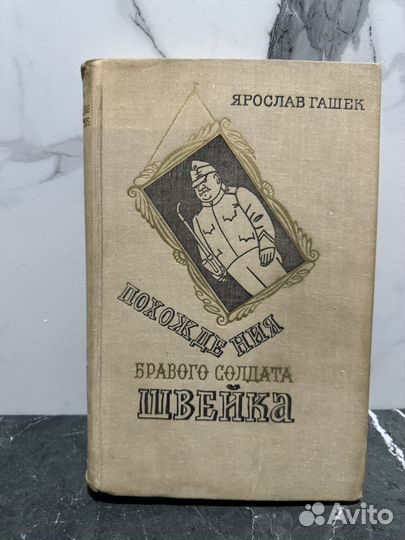 ЯРОСЛАВ ГАШЕК
ПОХОЖДЕНИЯ
БРАВОГО СОЛДАТА
ШВЕЙКА
Avito